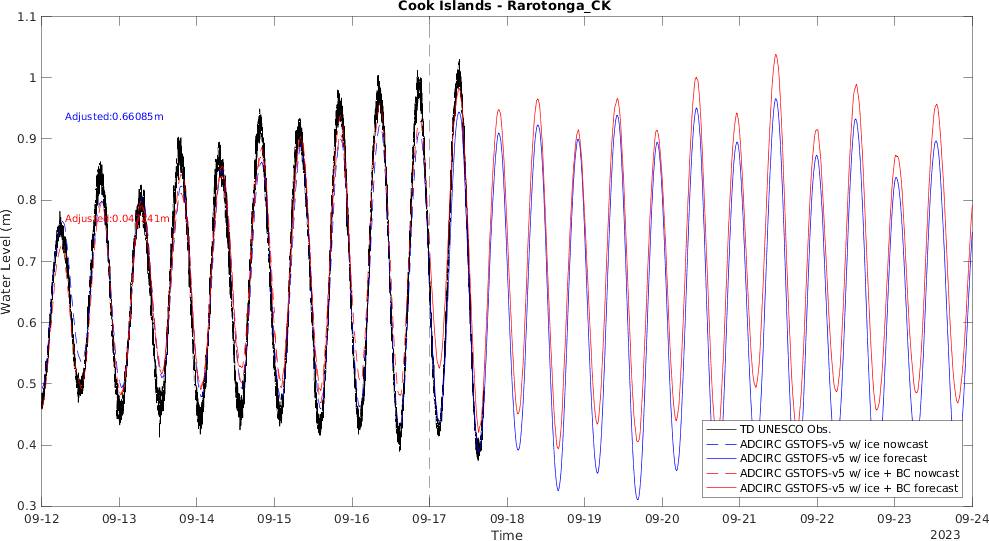 Cook Islands - Rarotonga_CK
1.1
1
0.9
0.8
0.7
0.6
0.5
0.4
0.3
Water Level (m)
Adjusted:0.66085m
TD UNESCO Obs.
ADCIRC GSTOFS-v5 w/ ice nowcast
ADCIRC GSTOFS-v5 w/ ice forecast
ADCIRC GSTOFS-v5 w/ ice + BC nowcast
ADCIRC GSTOFS-v5 w/ ice + BC forecast
09-12 09-13 09-14 09-15 09-16 09-17 09-18 09-19 09-20 09-21 09-22 09-23 09-24
Time
2023